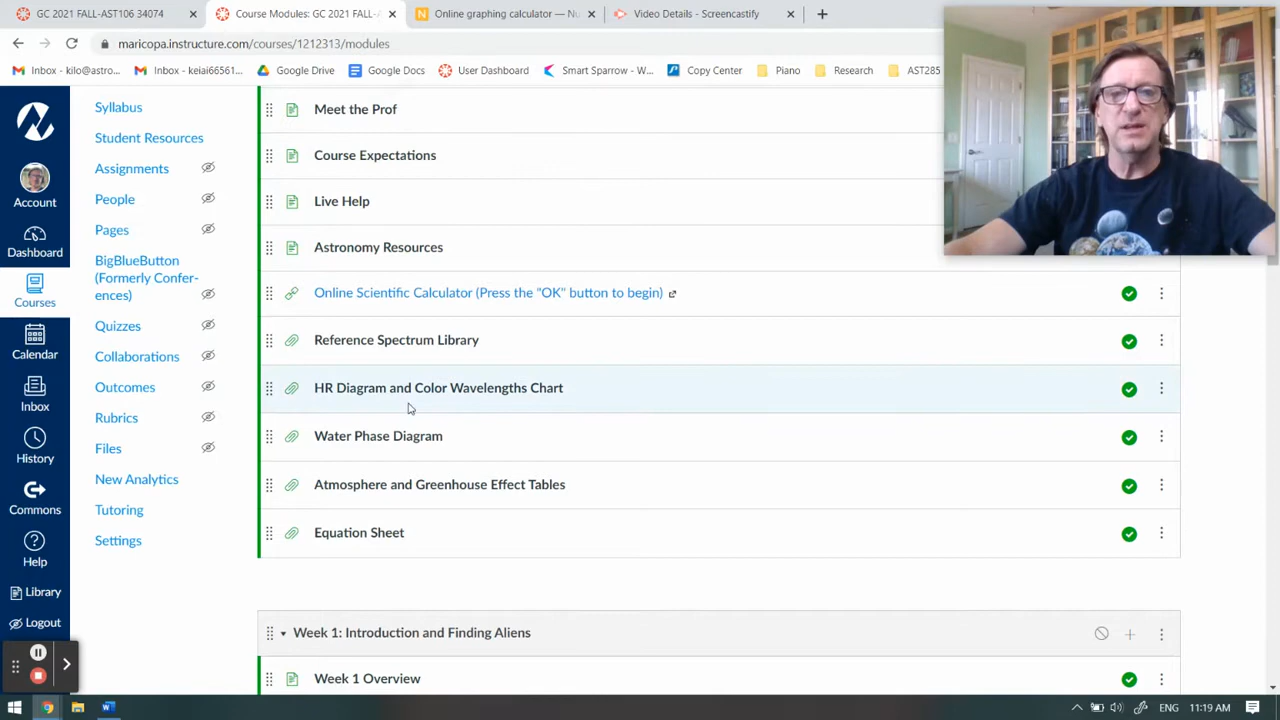 GC 2021 FALL-AST106 34074
Course Modules: GC 2021 FALL-A
Online graphing calculator — Nu
Video Details - Screencastify
maricopa.instructure.com/courses/1212313/modules
Inbox - kilo@astro...
Inbox - keiai66561...
Google Drive
Google Docs
User Dashboard
Smart Sparrow - W...
Copy Center
Piano
Research
AST285
Account
Dashboard
Courses
Calendar
Inbox
History
Commons
Help
Library
Logout
Syllabus
Student Resources
Assignments
People
Pages
BigBlueButton
(Formerly Confer-
ences)
Quizzes
Collaborations
Outcomes
Rubrics
Files
New Analytics
Tutoring
Settings
Meet the Prof
Course Expectations
Live Help
Astronomy Resources
Online Scientific Calculator (Press the "OK" button to begin)
Reference Spectrum Library
HR Diagram and Color Wavelengths Chart
Water Phase Diagram
Atmosphere and Greenhouse Effect Tables
Equation Sheet
Week 1: Introduction and Finding Aliens
Week 1 Overview
ENG
11:19 AM